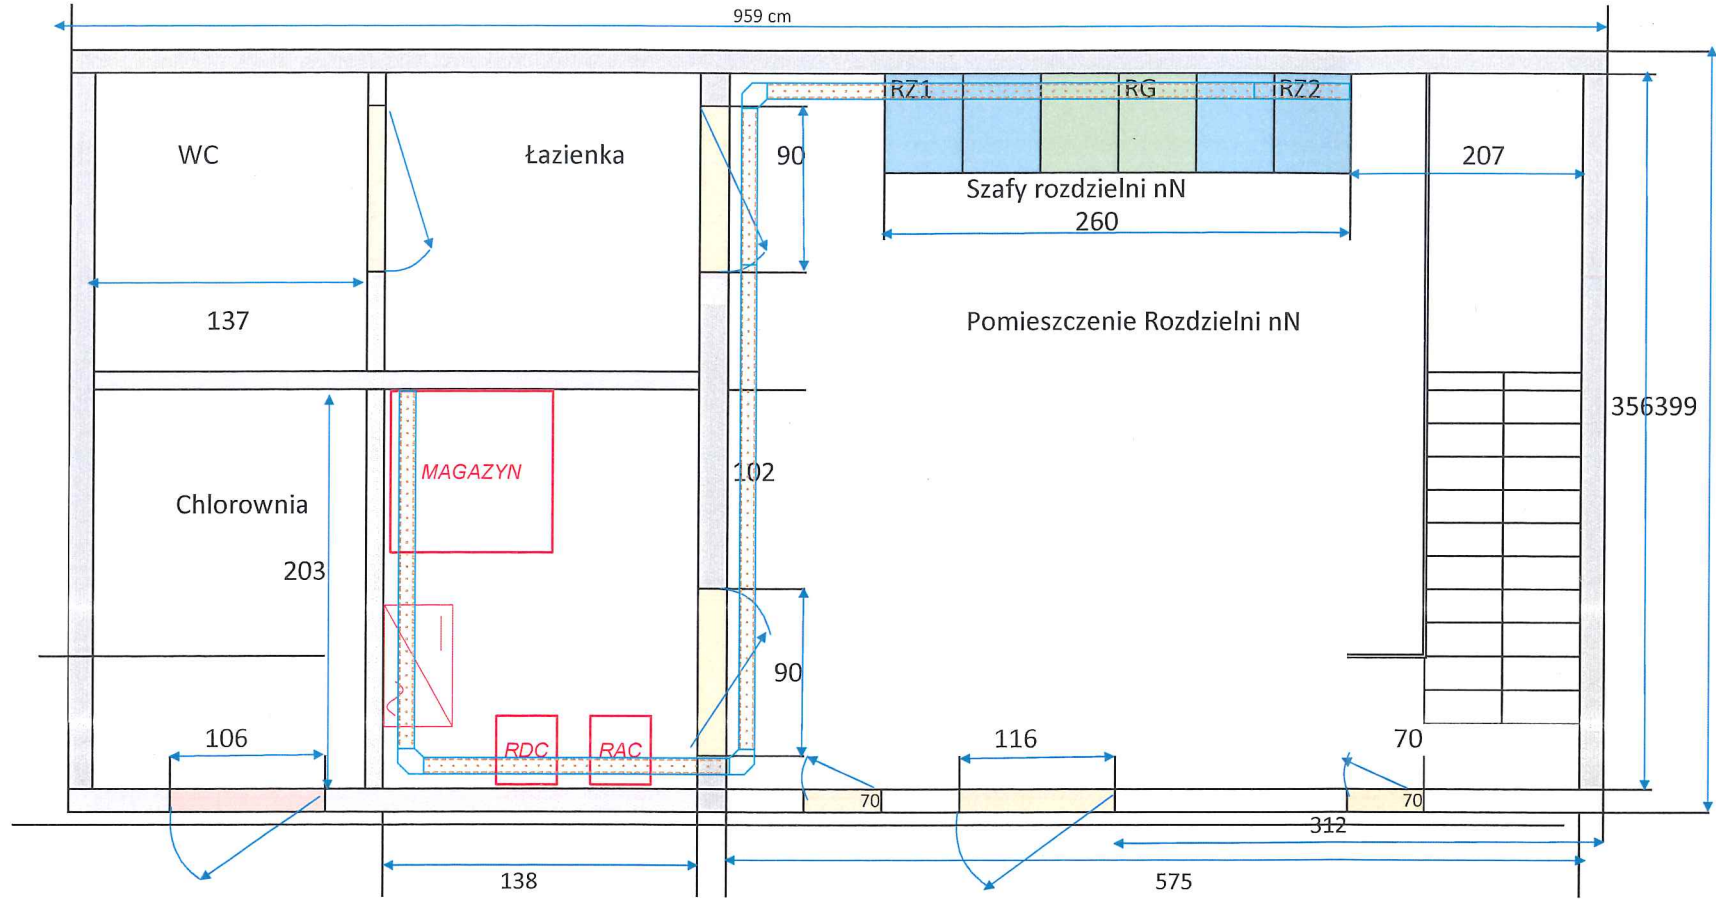 959 cm
RZ1
RG
RZ2
WC
Łazienka
90
207
Szafy rozdzielni nN
260
137
Pomieszczenie Rozdzielni nN
356399
MAGAZYN
102
Chlorownia
203
90
106
RDC
RAC
116
70
70
70
312
138
575